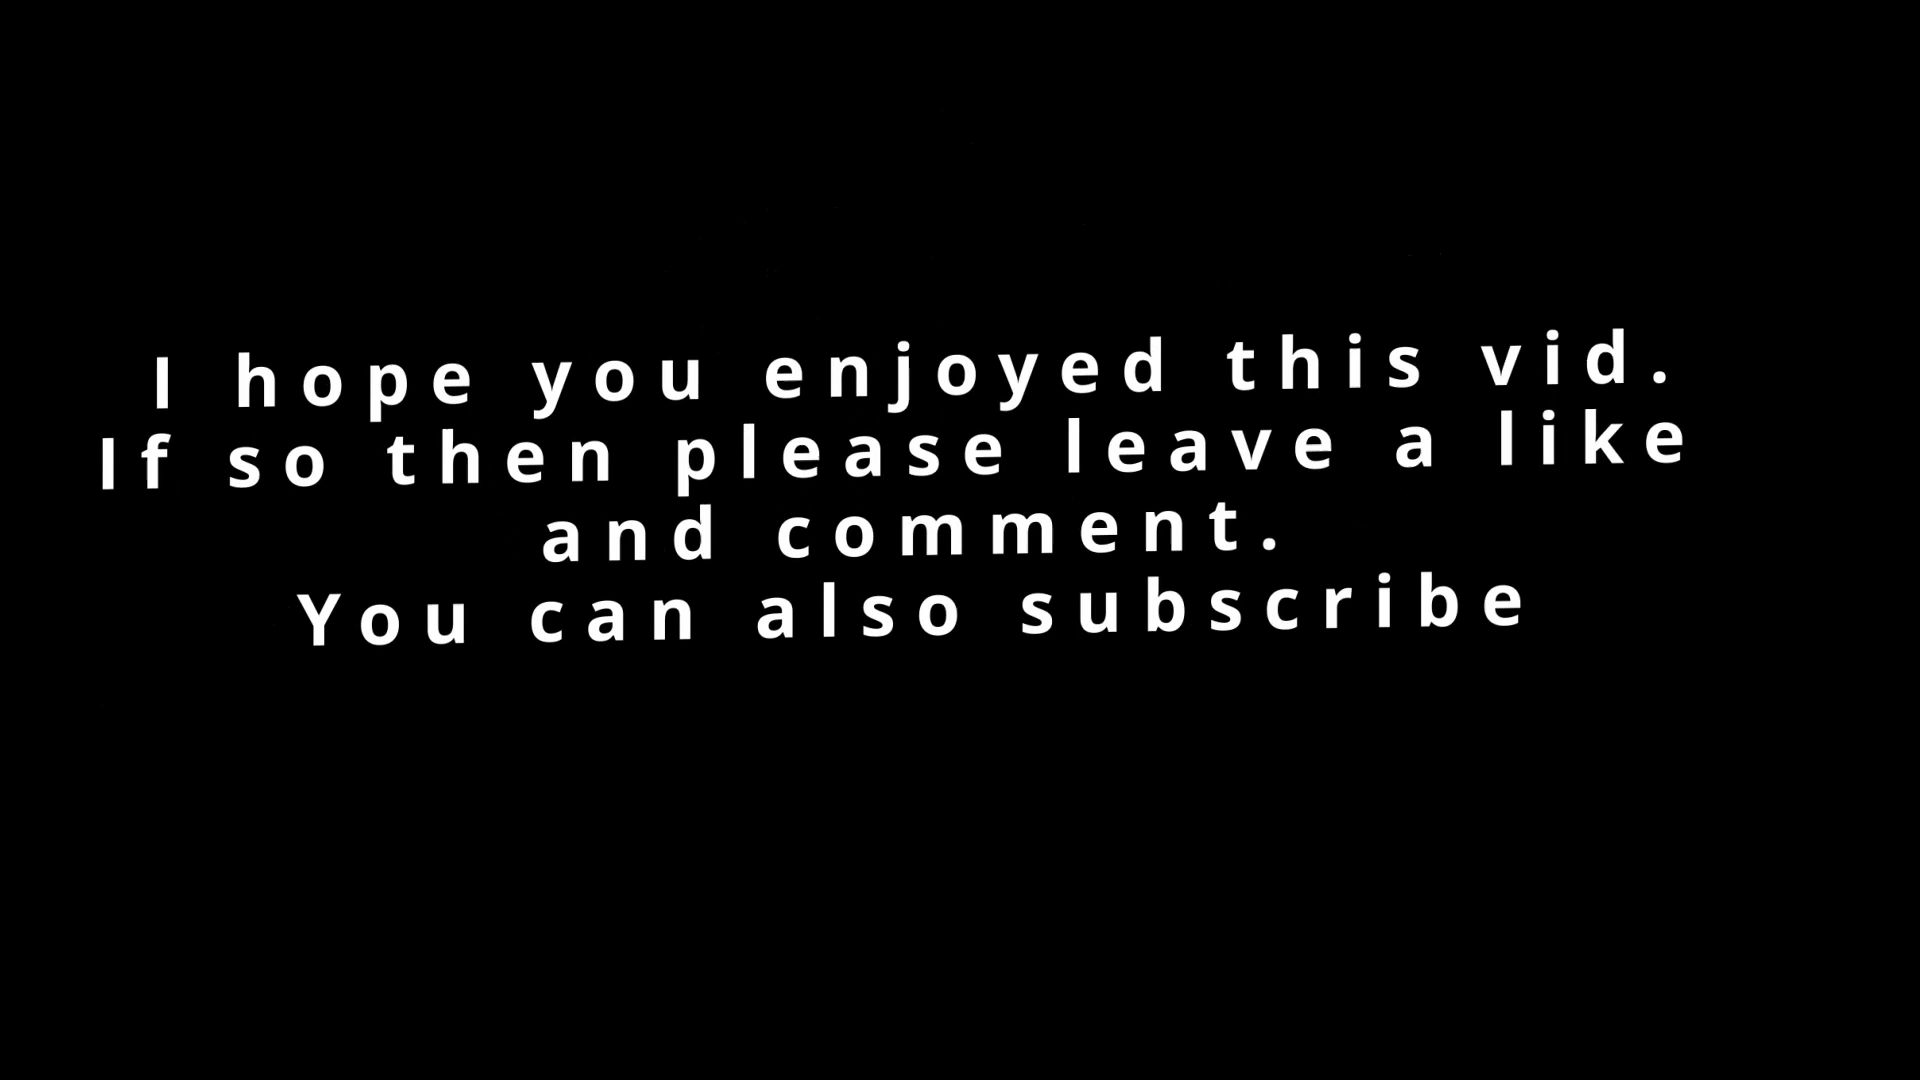 I hope you enjoyed this vid.
If so then please leave a like
and comment.
You can also subscribe